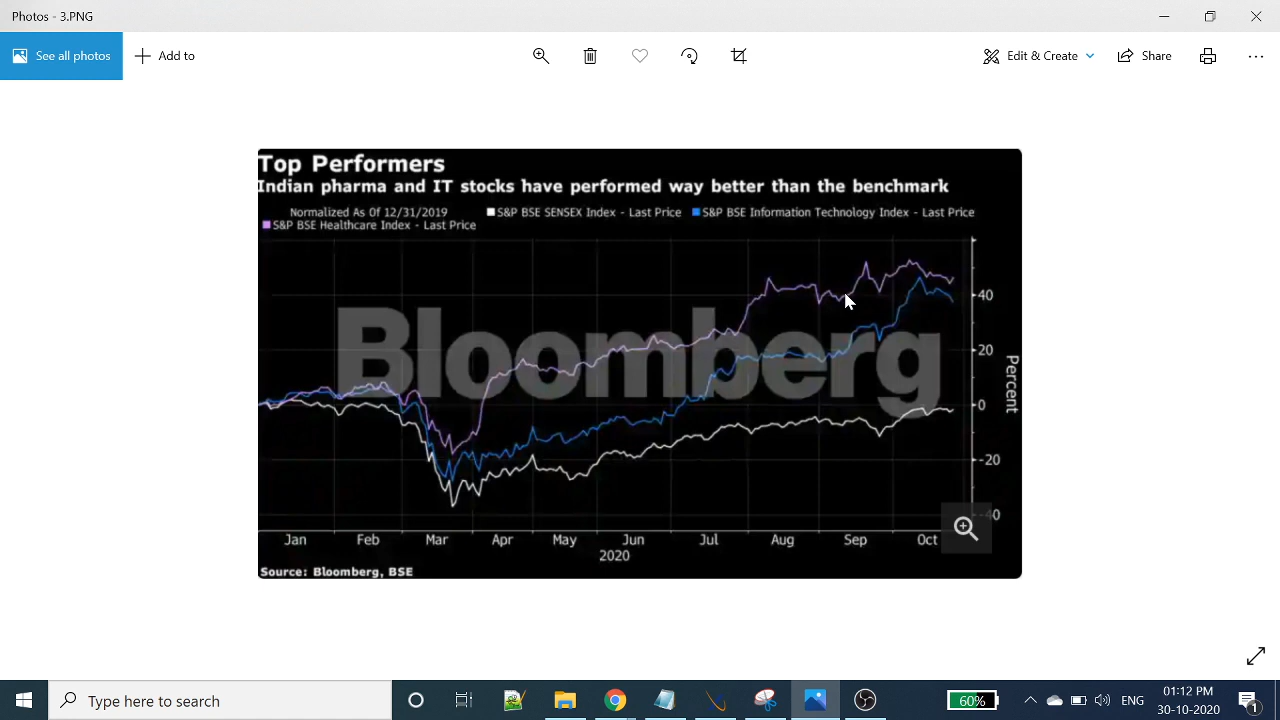 Photos - 3.PNG
See all photos
Add to
Edit & Create
Share
Top Performers
Indian pharma and IT stocks have performed way better than the benchmark
Normalized As Of 12/31/2019
S&P BSE SENSEX Index - Last Price
S&P BSE Information Technology Index - Last Price
S&P BSE Healthcare Index - Last Price
Bloomberg
40
20
0
-20
-40
Percent
Jan Feb Mar Apr May Jun Jul Aug Sep Oct
2020
Source: Bloomberg, BSE
Type here to search
60%
ENG
01:12 PM
30-10-2020
1